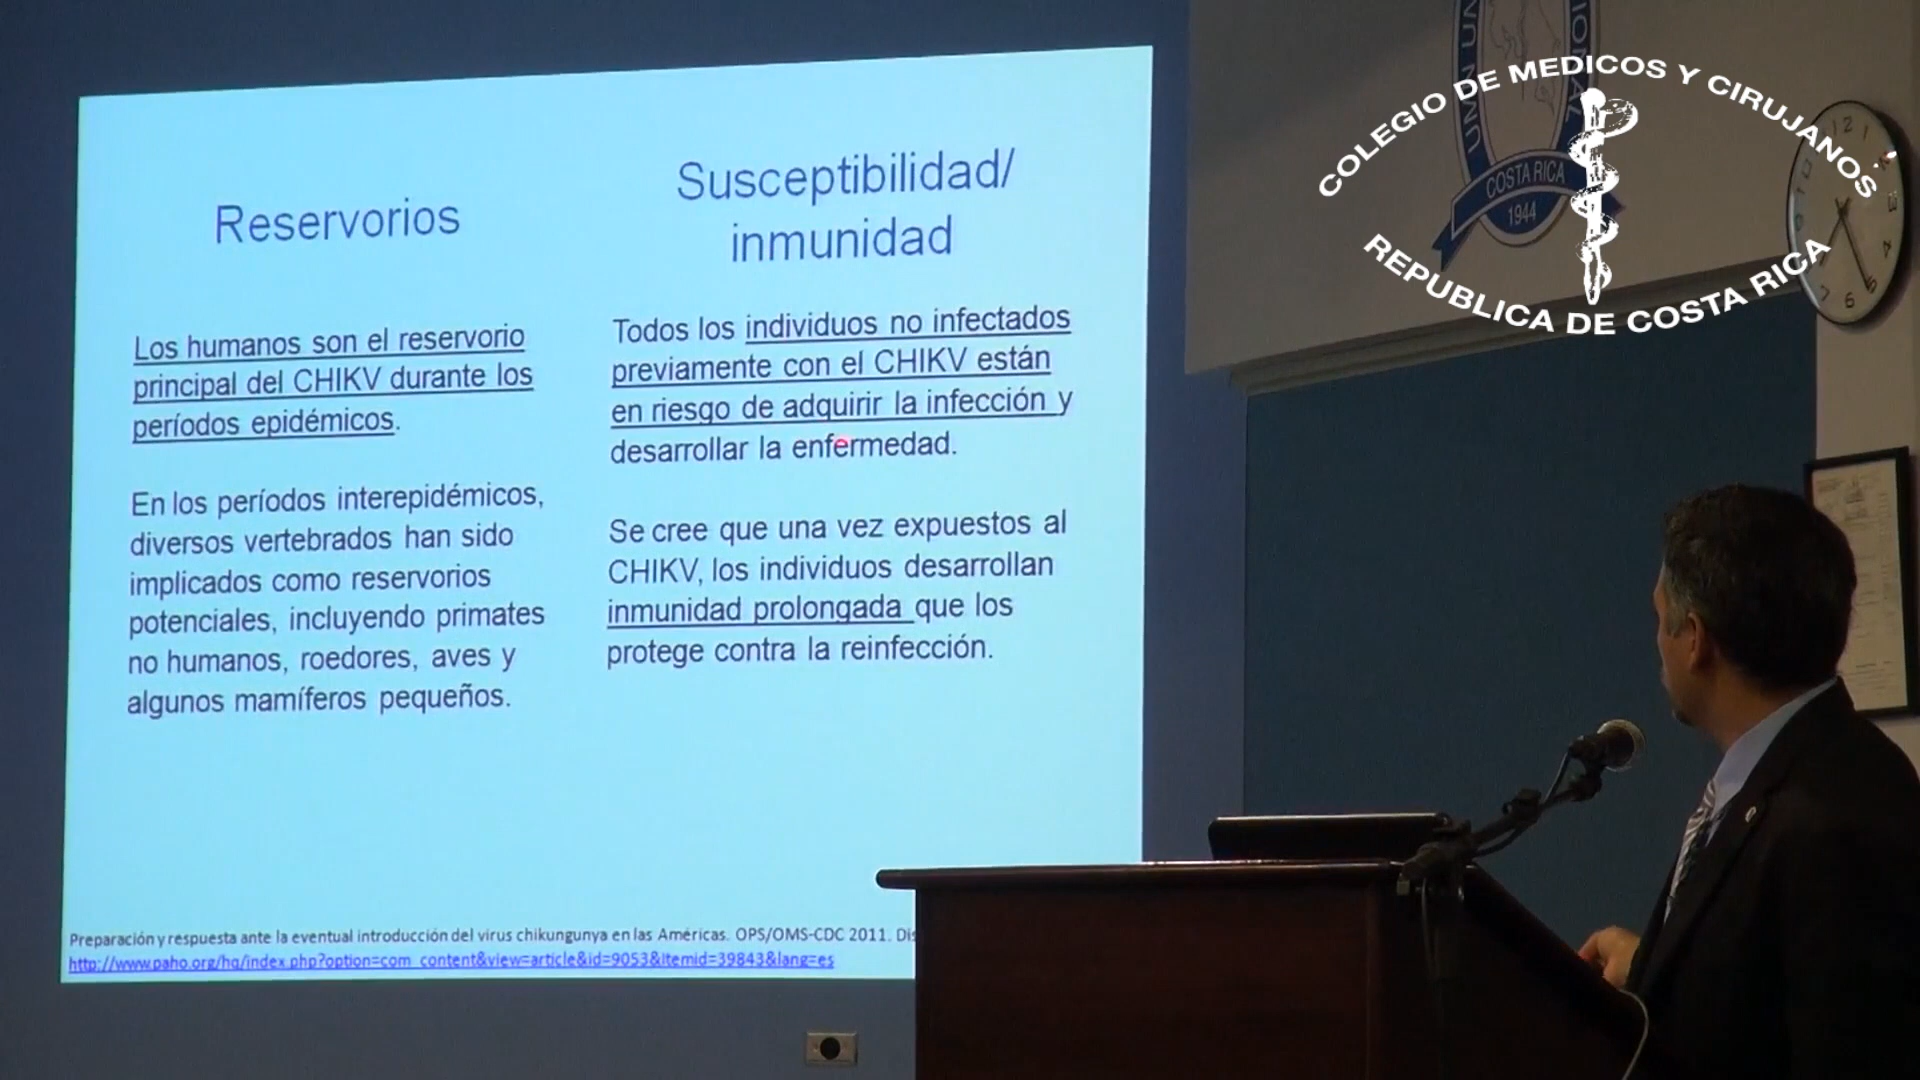 Reservorios
Los humanos son el reservorio
principal del CHIKV durante los
períodos epidémicos.
En los períodos interepidémicos,
diversos vertebrados han sido
implicados como reservorios
potenciales, incluyendo primates
no humanos, roedores, aves y
algunos mamíferos pequeños.
Susceptibilidad/
inmunidad
Todos los individuos no infectados
previamente con el CHIKV están
en riesgo de adquirir la infección y
desarrollar la enfermedad.
Se cree que una vez expuestos al
CHIKV, los individuos desarrollan
inmunidad prolongada que los
protege contra la reinfección.
Preparación y respuesta ante la eventual introducción del virus chikungunya en las Américas. OPS/OMS-CDC 2011.
http://www.paho.org/hq/index.php?option=com_content&view=article&id=9053&Itemid=39843&lang=es
COLEGIO DE MEDICOS Y CIRUJANOS
REPUBLICA DE COSTA RICA
COSTA RICA
1944